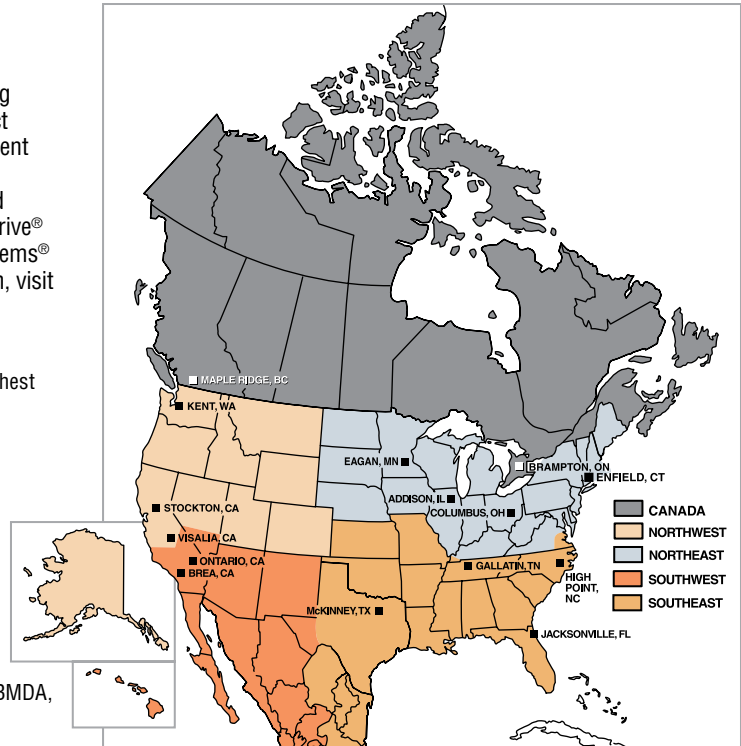 g
st
ent
d
rive®
ems®
n, visit
hest
BMDA,
MAPLE RIDGE, BC
KENT, WA
EAGAN, MN
BRAMPTON, ON
ENFIELD, CT
ADDISON, IL
STOCKTON, CA
COLUMBUS, OH
CANADA
NORTHWEST
NORTHEAST
SOUTHWEST
SOUTHEAST
VISALIA, CA
ONTARIO, CA
BREA, CA
GALLATIN, TN
HIGH
POINT,
NC
McKINNEY, TX
JACKSONVILLE, FL